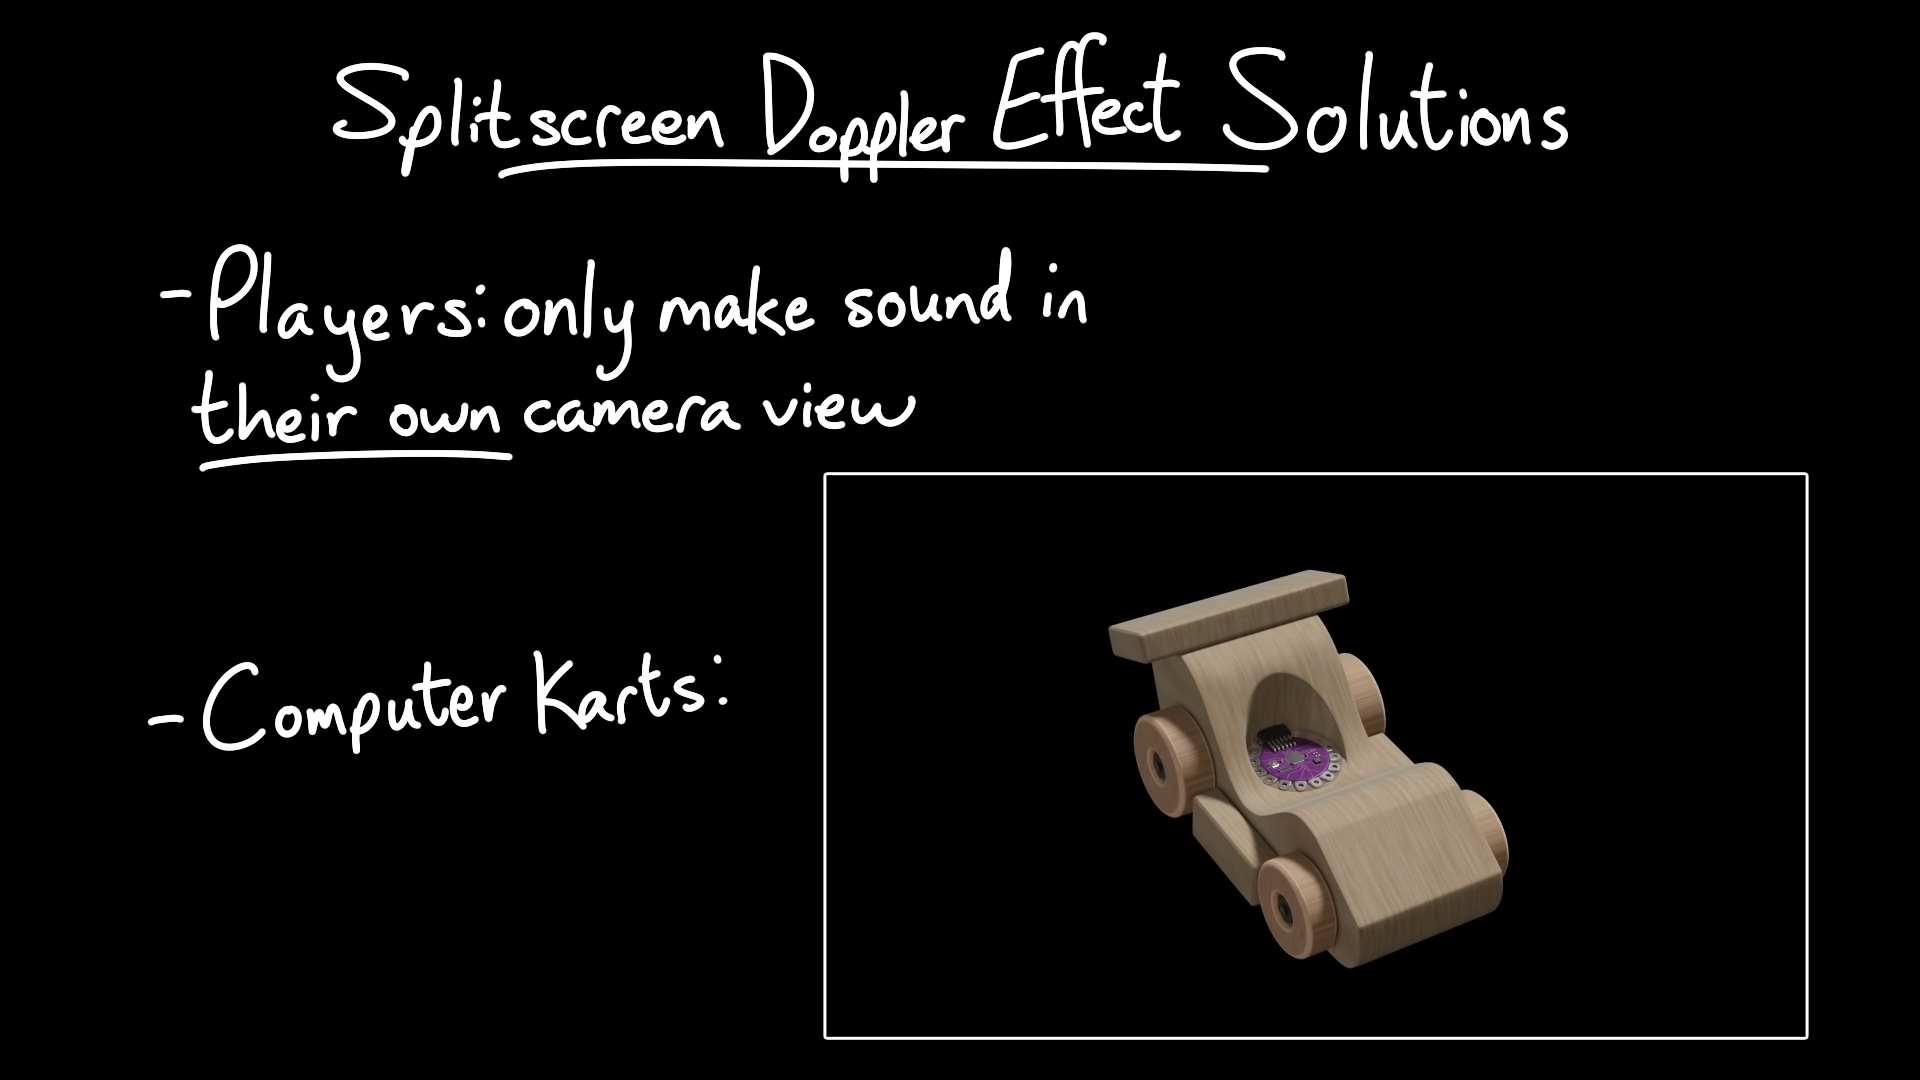 Splitscreen Doppler Effect Solutions
- Players: only make sound in
their own camera view
- Computer Karts: